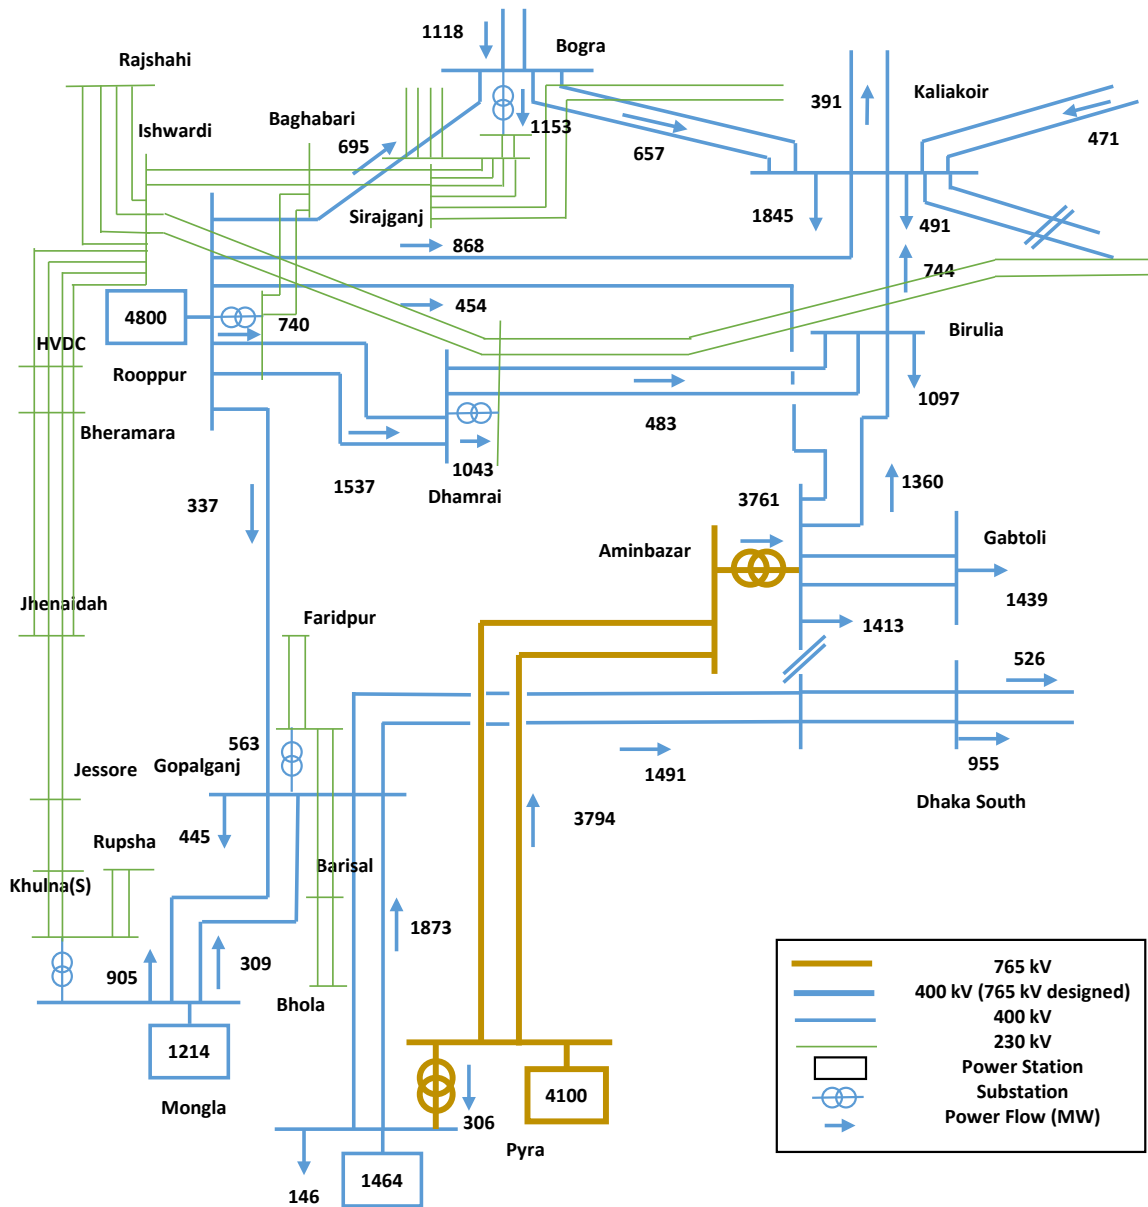 1118
Bogra
Rajshahi
Kaliakoir
391
Baghabari
Ishwardi
1153
695
657
471
Sirajganj
1845
491
868
744
4800
454
740
HVDC
Birulia
Rooppur
1097
Bheramara
483
1043
1537
Dhamrai
337
1360
3761
Aminbazar
Gabtoli
1439
Jhenaidah
Faridpur
1413
526
563
Gopalganj
Jessore
1491
955
Dhaka South
445
3794
Rupsha
Barisal
Khulna(S)
1873
905
309
Bhola
765 kV
400 kV (765 kV designed)
400 kV
230 kV
Power Station
Substation
Power Flow (MW)
1214
Mongla
4100
306
Pyra
1464
146